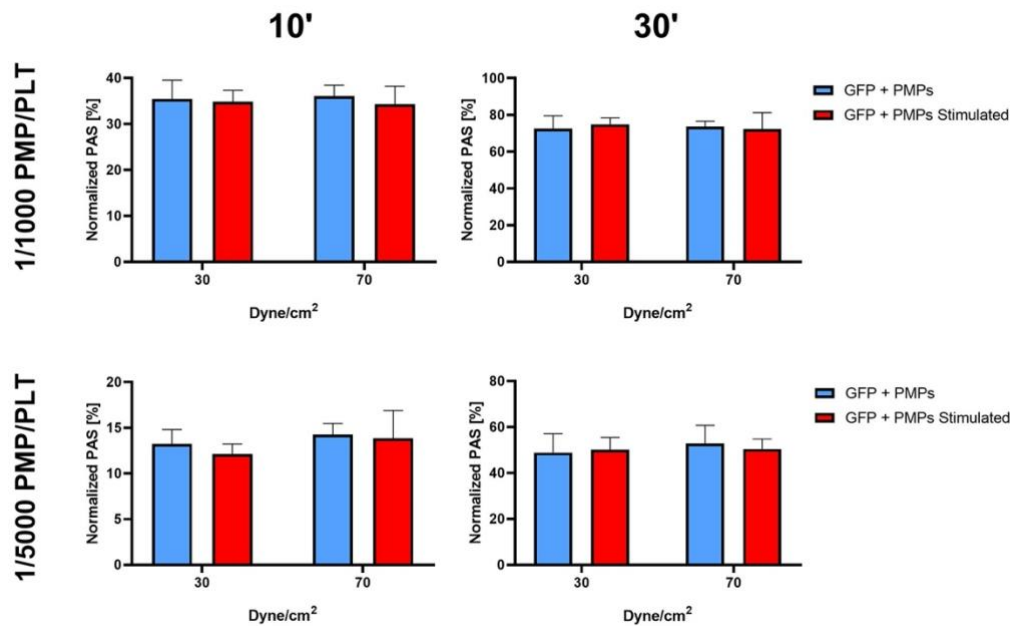 10'
30'
1/1000 PMP/PLT
Normalized PAS [%]
40
30
20
10
0
30
70
Dyne/cm²
Normalized PAS [%]
100
80
60
40
20
0
30
70
Dyne/cm²
GFP + PMPs
GFP + PMPs Stimulated
1/5000 PMP/PLT
Normalized PAS [%]
20
15
10
5
0
30
70
Dyne/cm²
Normalized PAS [%]
80
60
40
20
0
30
70
Dyne/cm²
GFP + PMPs
GFP + PMPs Stimulated